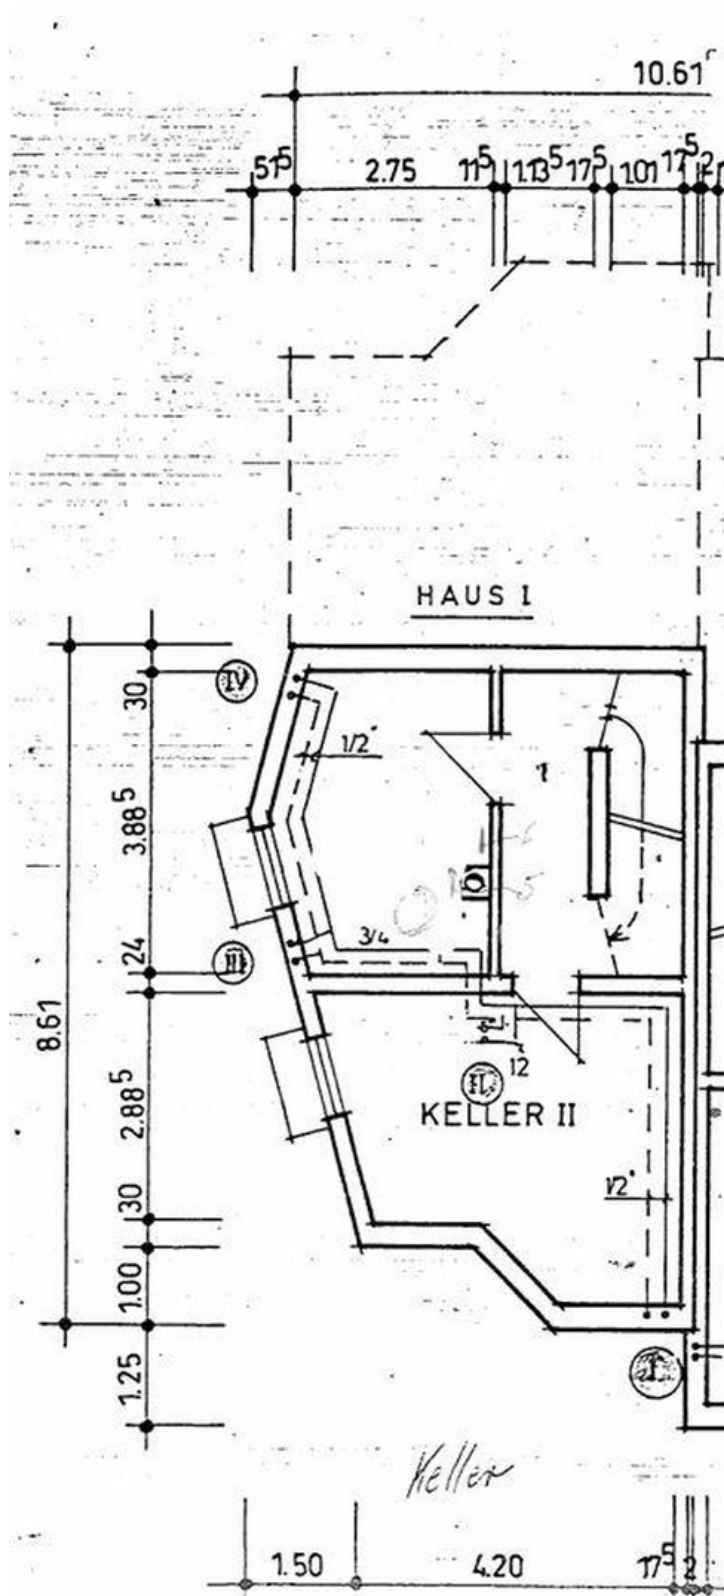 10.61⁵
51⁵ 2.75 11⁵ 1.13⁵ 17⁵ 1.01 17⁵ 2
HAUS I
IV
30
1/2"
3.88⁵
III
3/4
24
8.61
12
II
KELLER II
2.88⁵
1/2"
30
1.00
I
1.25
Keller
1.50 4.20 17⁵ 2